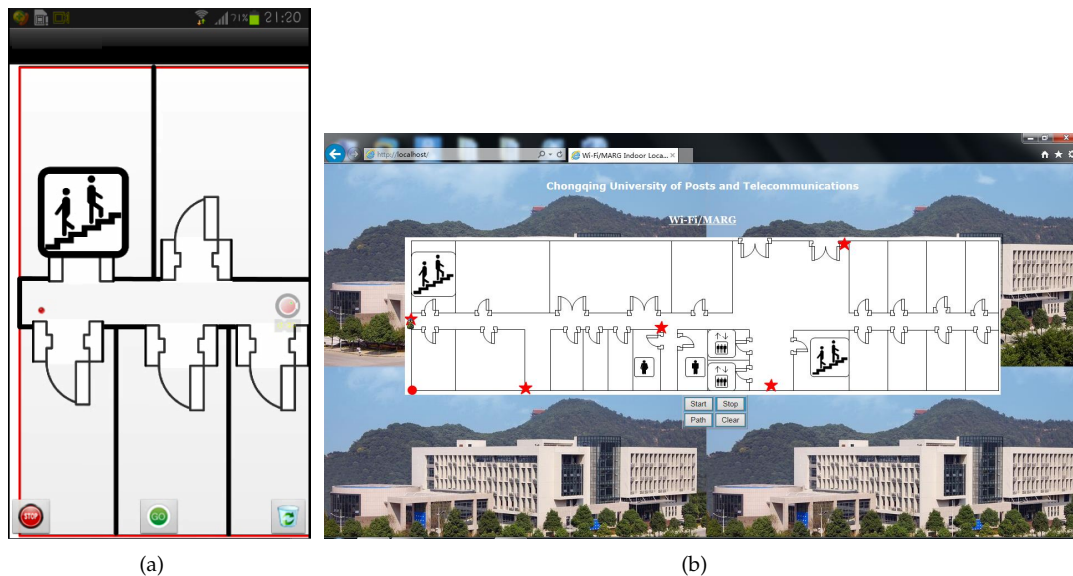 71% 21:20
STOP
GO
http://localhost/
Wi-Fi/MARG Indoor Loca...
Chongqing University of Posts and Telecommunications
Wi-Fi/MARG
Start Stop
Path Clear
(a)
(b)